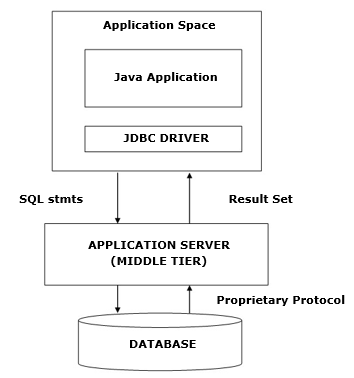 Application Space
Java Application
JDBC DRIVER
SQL stmts
Result Set
APPLICATION SERVER
(MIDDLE TIER)
Proprietary Protocol
DATABASE